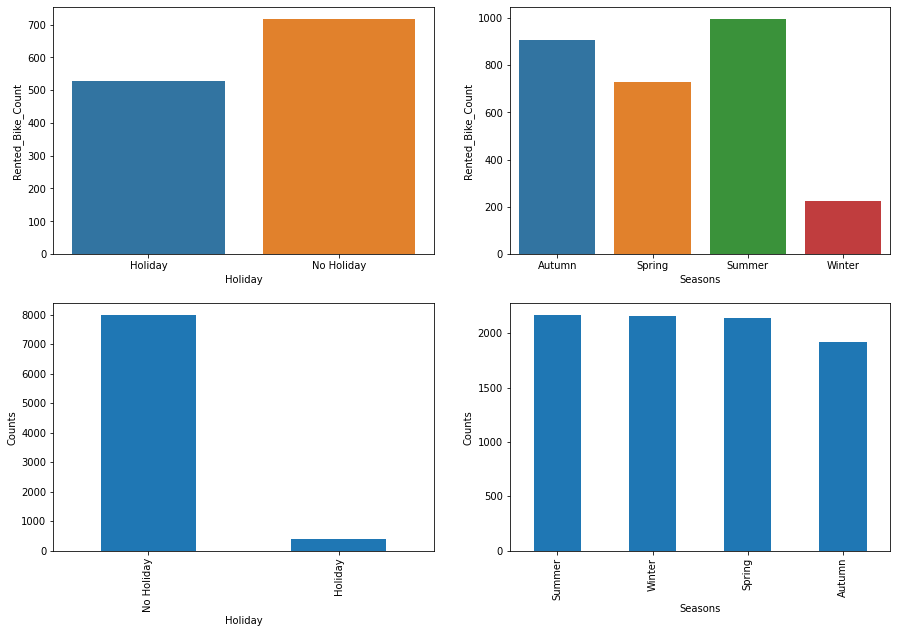 Rented_Bike_Count
700
600
500
400
300
200
100
0
Holiday
No Holiday
Holiday
Rented_Bike_Count
1000
800
600
400
200
0
Autumn
Spring
Summer
Winter
Seasons
Counts
8000
7000
6000
5000
4000
3000
2000
1000
0
No Holiday
Holiday
Holiday
Counts
2000
1500
1000
500
0
Summer
Winter
Spring
Autumn
Seasons